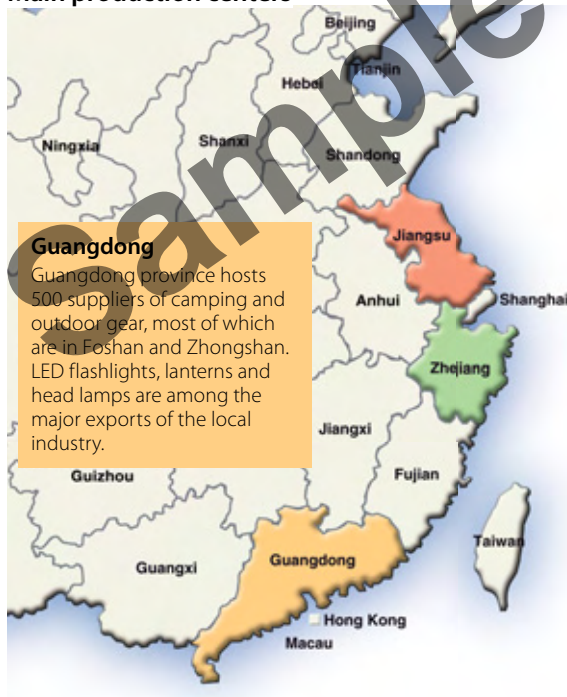 Main production centers
Beijing
Tianjin
Hebei
Ningxia
Shanxi
Shandong
Sample
Jiangsu
Guangdong
Guangdong province hosts
500 suppliers of camping and
outdoor gear, most of which
are in Foshan and Zhongshan.
LED flashlights, lanterns and
head lamps are among the
major exports of the local
industry.
Anhui
Shanghai
Zhejiang
Jiangxi
Guizhou
Fujian
Taiwan
Guangxi
Guangdong
Hong Kong
Macau